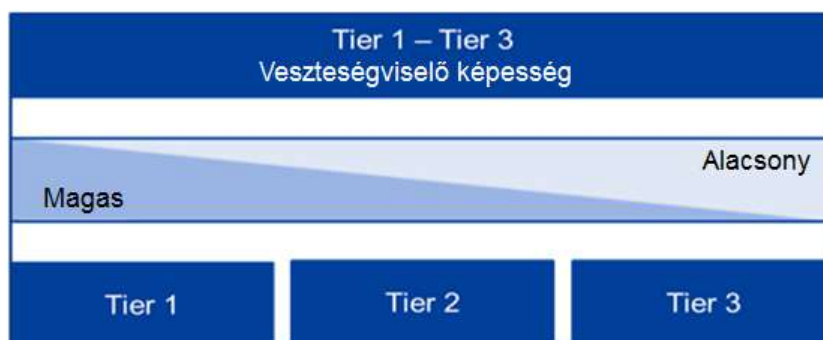 Tier 1 – Tier 3
Veszteségviselő képesség
Alacsony
Magas
Tier 1
Tier 2
Tier 3